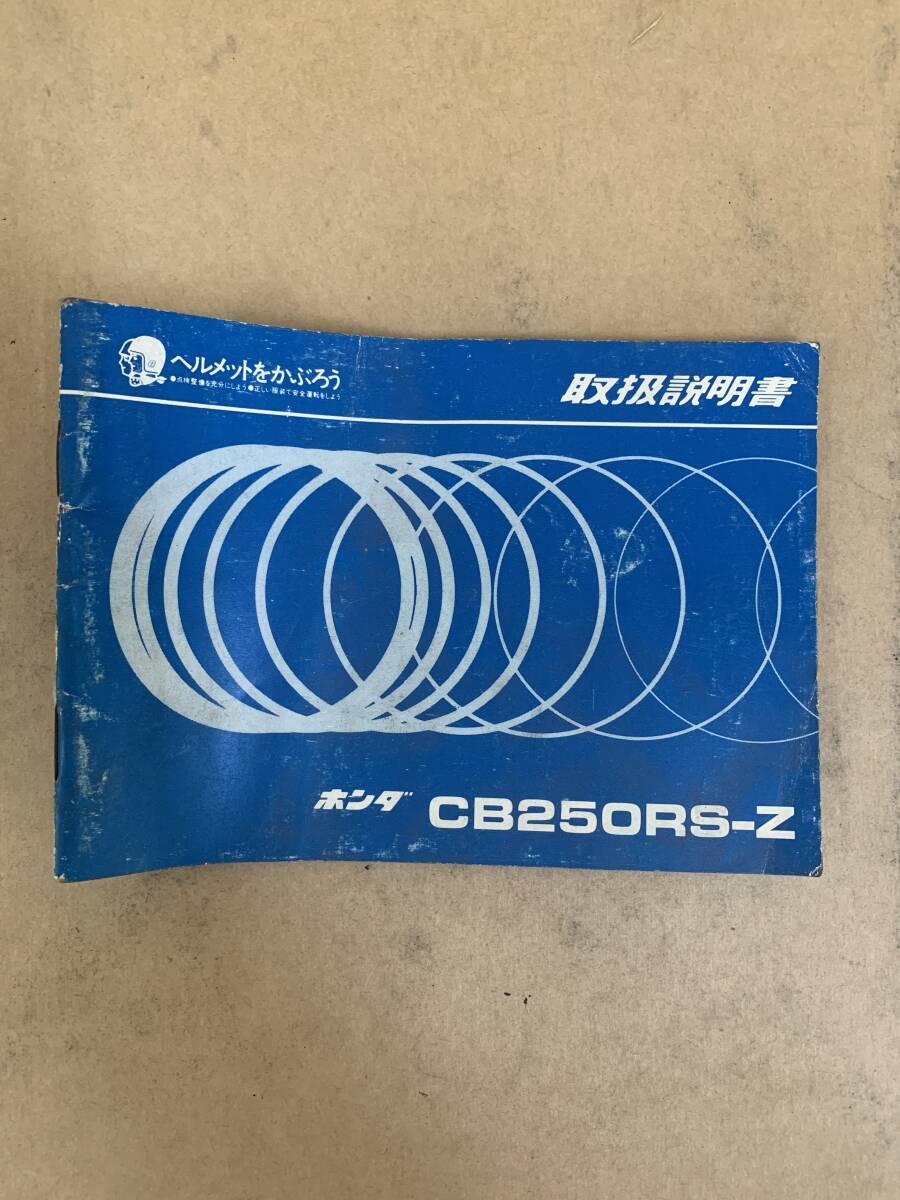 ヘルメットをかぶろう
●点検整備を充分にしよう●正しい服装で安全運転をしよう
取扱説明書
ホンダ CB250RS-Z